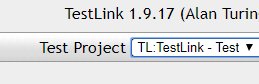 TestLink 1.9.17 (Alan Turin
Test Project TL:TestLink - Test